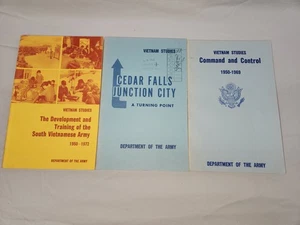 VIETNAM STUDIES
The Development and
Training of the
South Vietnamese Army
1950-1972
DEPARTMENT OF THE ARMY
VIETNAM STUDIES
CEDAR FALLS
JUNCTION CITY
A TURNING POINT
DEPARTMENT OF THE ARMY
VIETNAM STUDIES
Command and Control
1950-1969
DEPARTMENT OF THE ARMY